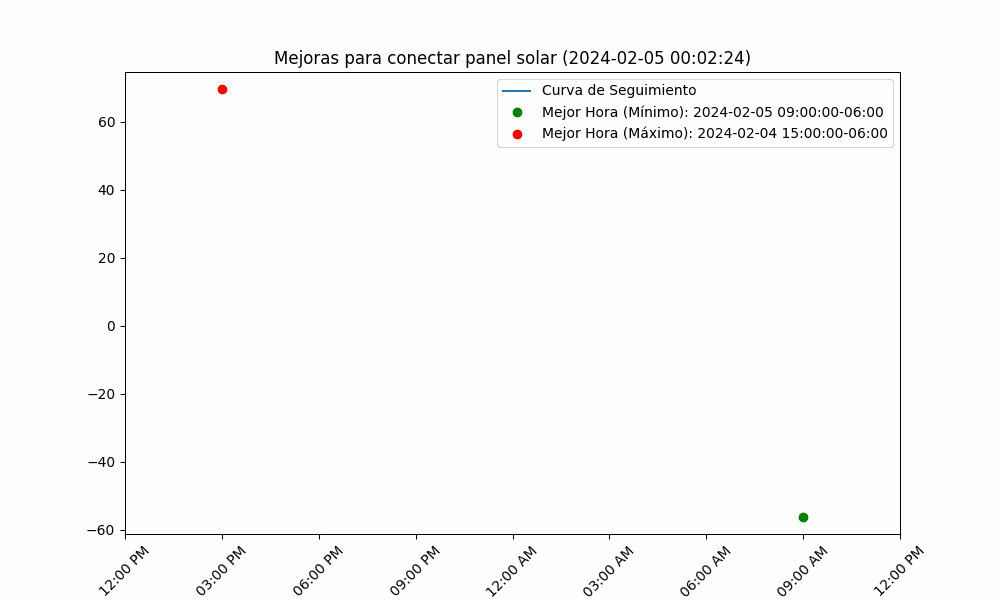 Mejoras para conectar panel solar (2024-02-05 00:02:24)
Curva de Seguimiento
Mejor Hora (Mínimo): 2024-02-05 09:00:00-06:00
Mejor Hora (Máximo): 2024-02-04 15:00:00-06:00
60
40
20
0
−20
−40
−60
12:00 PM
03:00 PM
06:00 PM
09:00 PM
12:00 AM
03:00 AM
06:00 AM
09:00 AM
12:00 PM